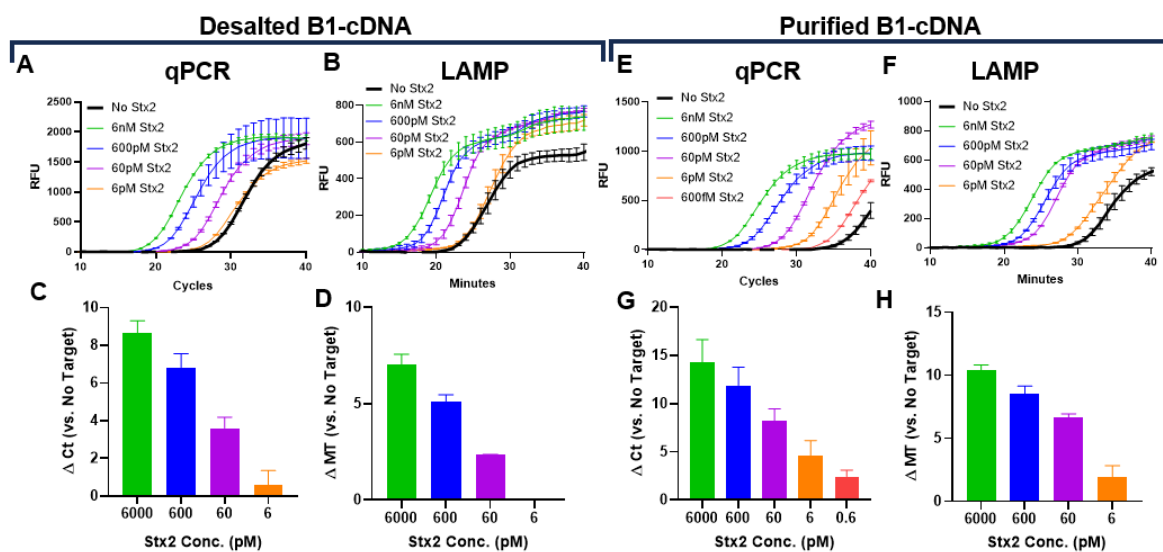 Desalted B1-cDNA
Purified B1-cDNA
A
qPCR
2500
2000
1500
1000
500
0
RFU
No Stx2
6nM Stx2
600pM Stx2
60pM Stx2
6pM Stx2
10 20 30 40
Cycles
B
LAMP
800
600
400
200
0
RFU
No Stx2
6nM Stx2
600pM Stx2
60pM Stx2
6pM Stx2
10 20 30 40
Minutes
E
qPCR
1500
1000
500
0
RFU
No Stx2
6nM Stx2
600pM Stx2
60pM Stx2
6pM Stx2
600fM Stx2
10 20 30 40
Cycles
F
LAMP
1000
800
600
400
200
0
RFU
No Stx2
6nM Stx2
600pM Stx2
60pM Stx2
6pM Stx2
10 20 30 40
Minutes
C
10
8
6
4
2
0
Δ Ct (vs. No Target)
6000 600 60 6
Stx2 Conc. (pM)
D
10
5
0
Δ MT (vs. No Target)
6000 600 60 6
Stx2 Conc. (pM)
G
20
15
10
5
0
Δ Ct (vs. No Target)
6000 600 60 6 0.6
Stx2 Conc. (pM)
H
15
10
5
0
Δ MT (vs. No Target)
6000 600 60 6
Stx2 Conc. (pM)